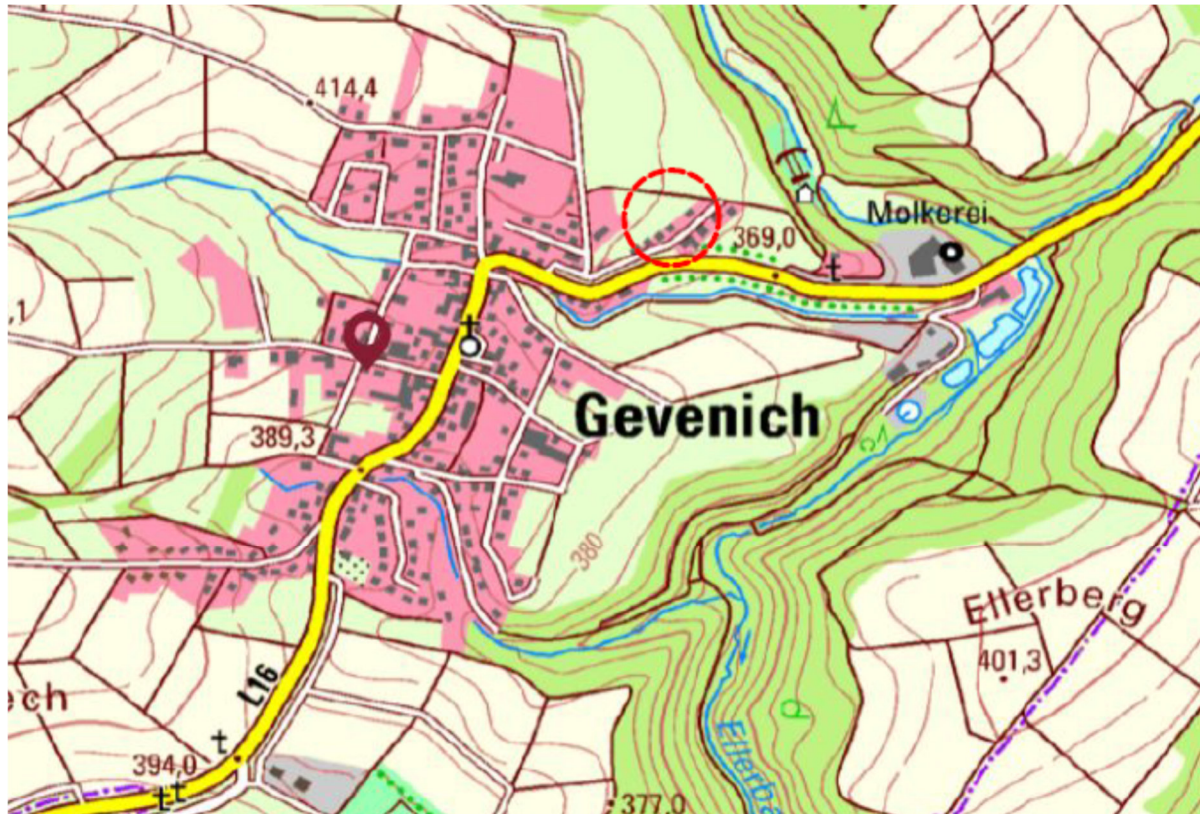 414,4
Molkerei
369,0
,1
Gevenich
389,3
380
Ellerberg
401,3
ech
L16
394,0
Ellerba
377,0